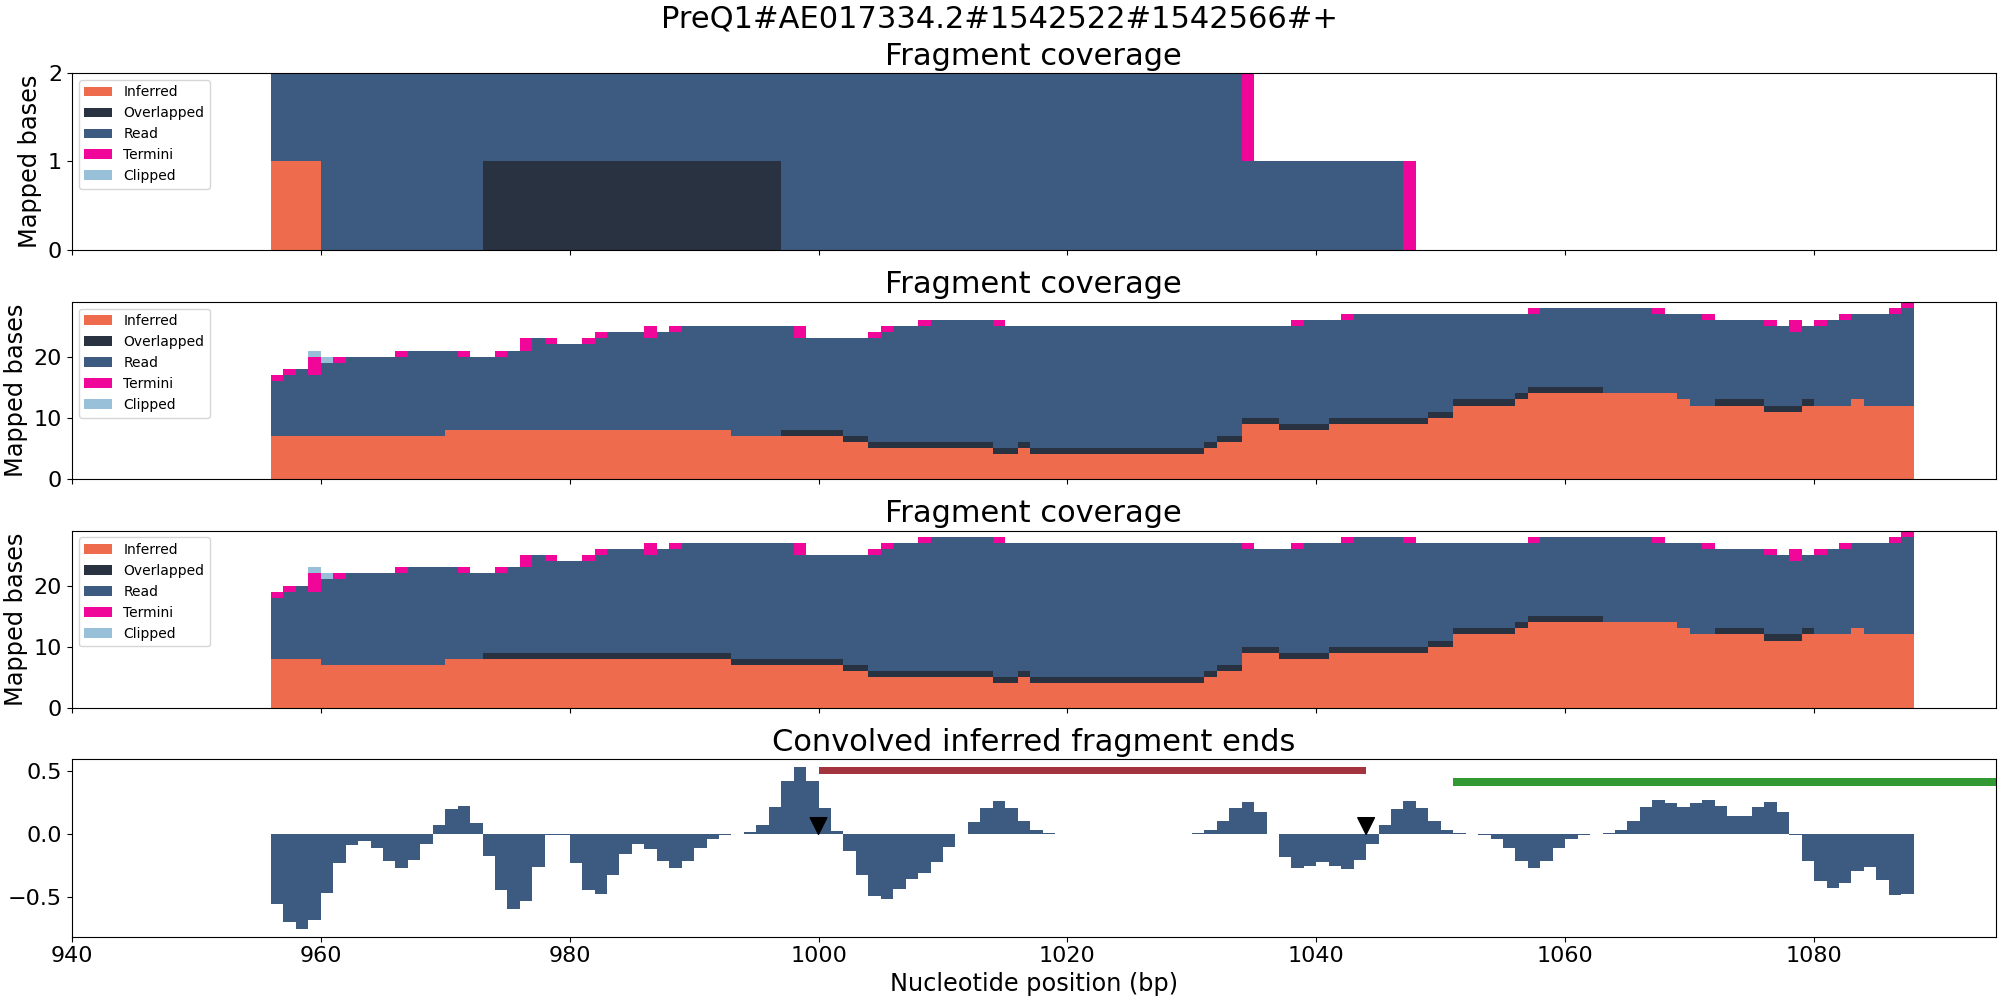 PreQ1#AE017334.2#1542522#1542566#+
Fragment coverage
Mapped bases
2
1
0
Inferred
Overlapped
Read
Termini
Clipped
Fragment coverage
Mapped bases
20
10
0
Inferred
Overlapped
Read
Termini
Clipped
Fragment coverage
Mapped bases
20
10
0
Inferred
Overlapped
Read
Termini
Clipped
Convolved inferred fragment ends
0.5
0.0
−0.5
940 960 980 1000 1020 1040 1060 1080
Nucleotide position (bp)